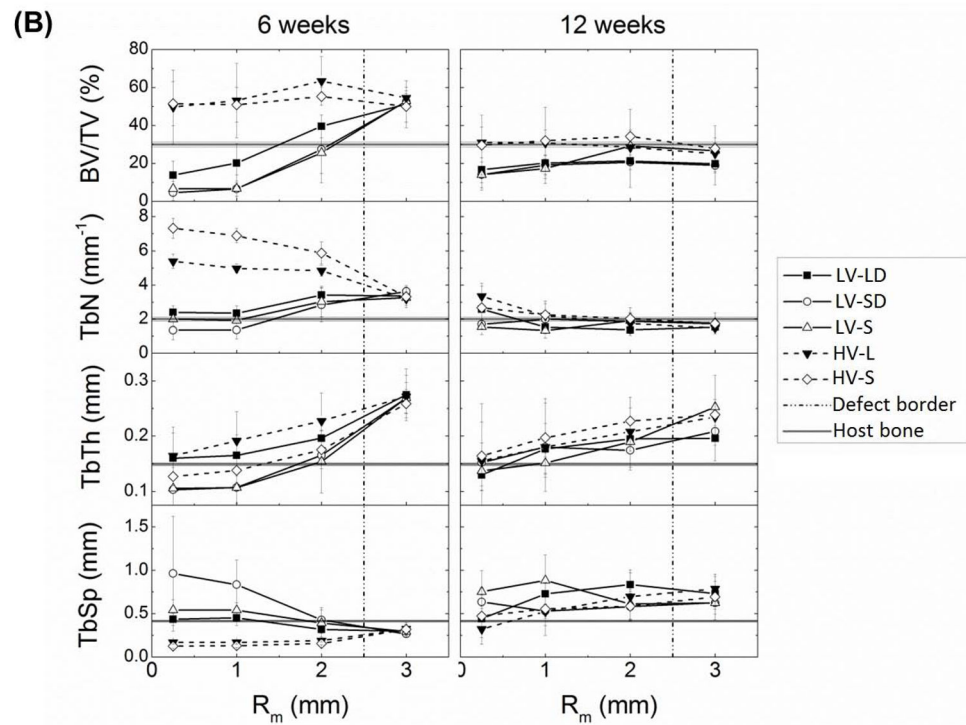 (B)
6 weeks 12 weeks
BV/TV (%)
80
60
40
20
0
TbN (mm⁻¹)
8
6
4
2
0
TbTh (mm)
0.3
0.2
0.1
TbSp (mm)
1.5
1.0
0.5
0.0
0 1 2 3 0 1 2 3
Rm (mm) Rm (mm)
LV-LD
LV-SD
LV-S
HV-L
HV-S
Defect border
Host bone